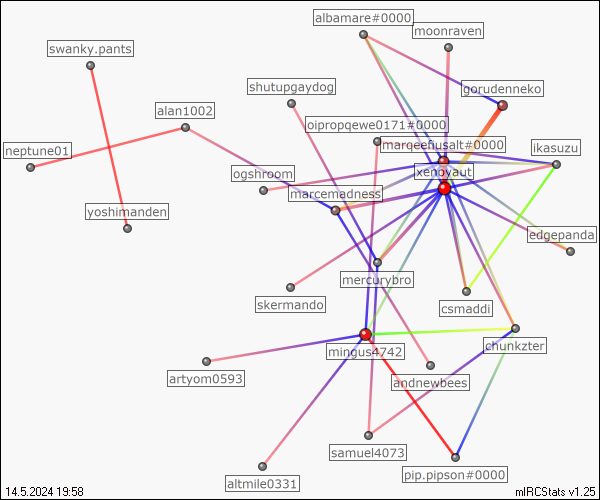 albamare#0000
moonraven
swanky.pants
shutupgaydog
gorudenneko
alan1002
oipropqewe0171#0000
marqeeflusalt#0000
ikasuzu
neptune01
xenoyaut
ogshroom
marcemadness
yoshimanden
edgepanda
mercurybro
skermando
csmaddi
chunkzter
mingus4742
artyom0593
andnewbees
samuel4073
pip.pipson#0000
altmile0331
14.5.2024 19:58
mIRCStats v1.25